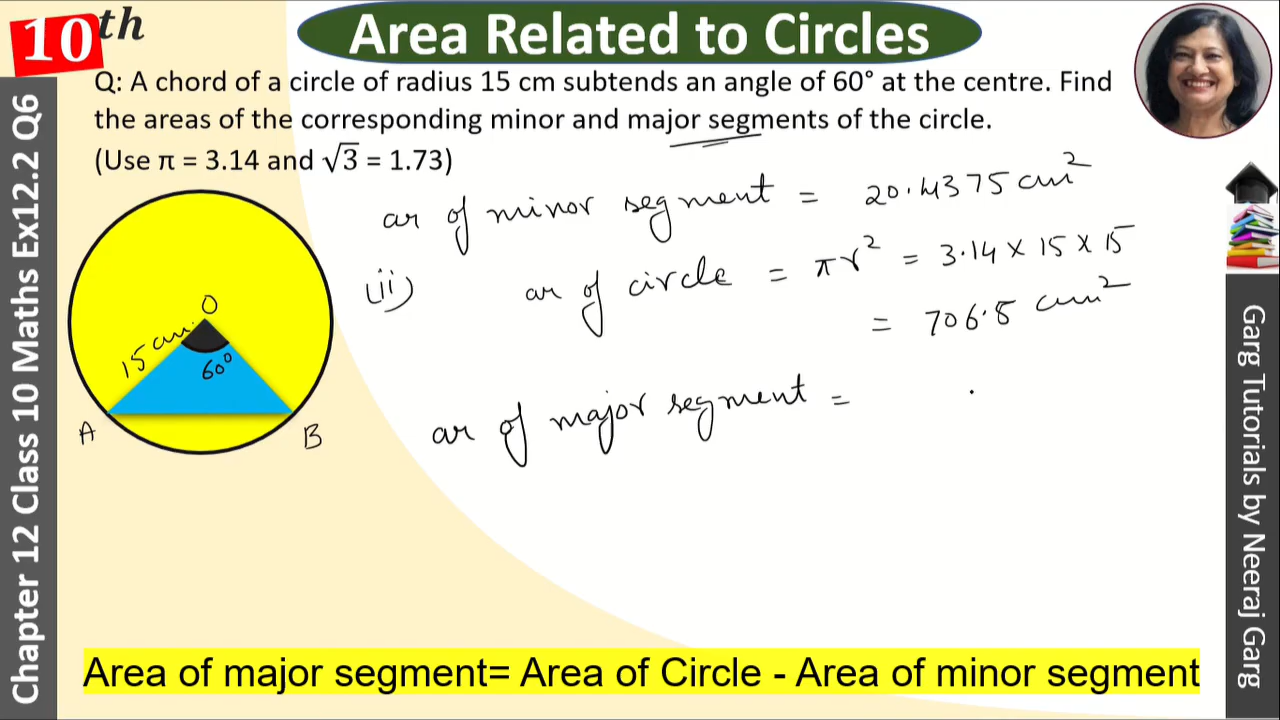 10th
Area Related to Circles
Q: A chord of a circle of radius 15 cm subtends an angle of 60° at the centre. Find
the areas of the corresponding minor and major segments of the circle.
(Use π = 3.14 and √3 = 1.73)
ar of minor segment = 20.4375 cm²
(ii) ar of circle = πr² = 3.14 × 15 × 15
= 706.5 cm²
ar of major segment =
O
15 cm
60°
A
B
Area of major segment= Area of Circle - Area of minor segment
Chapter 12 Class 10 Maths Ex12.2 Q6
Garg Tutorials by Neeraj Garg